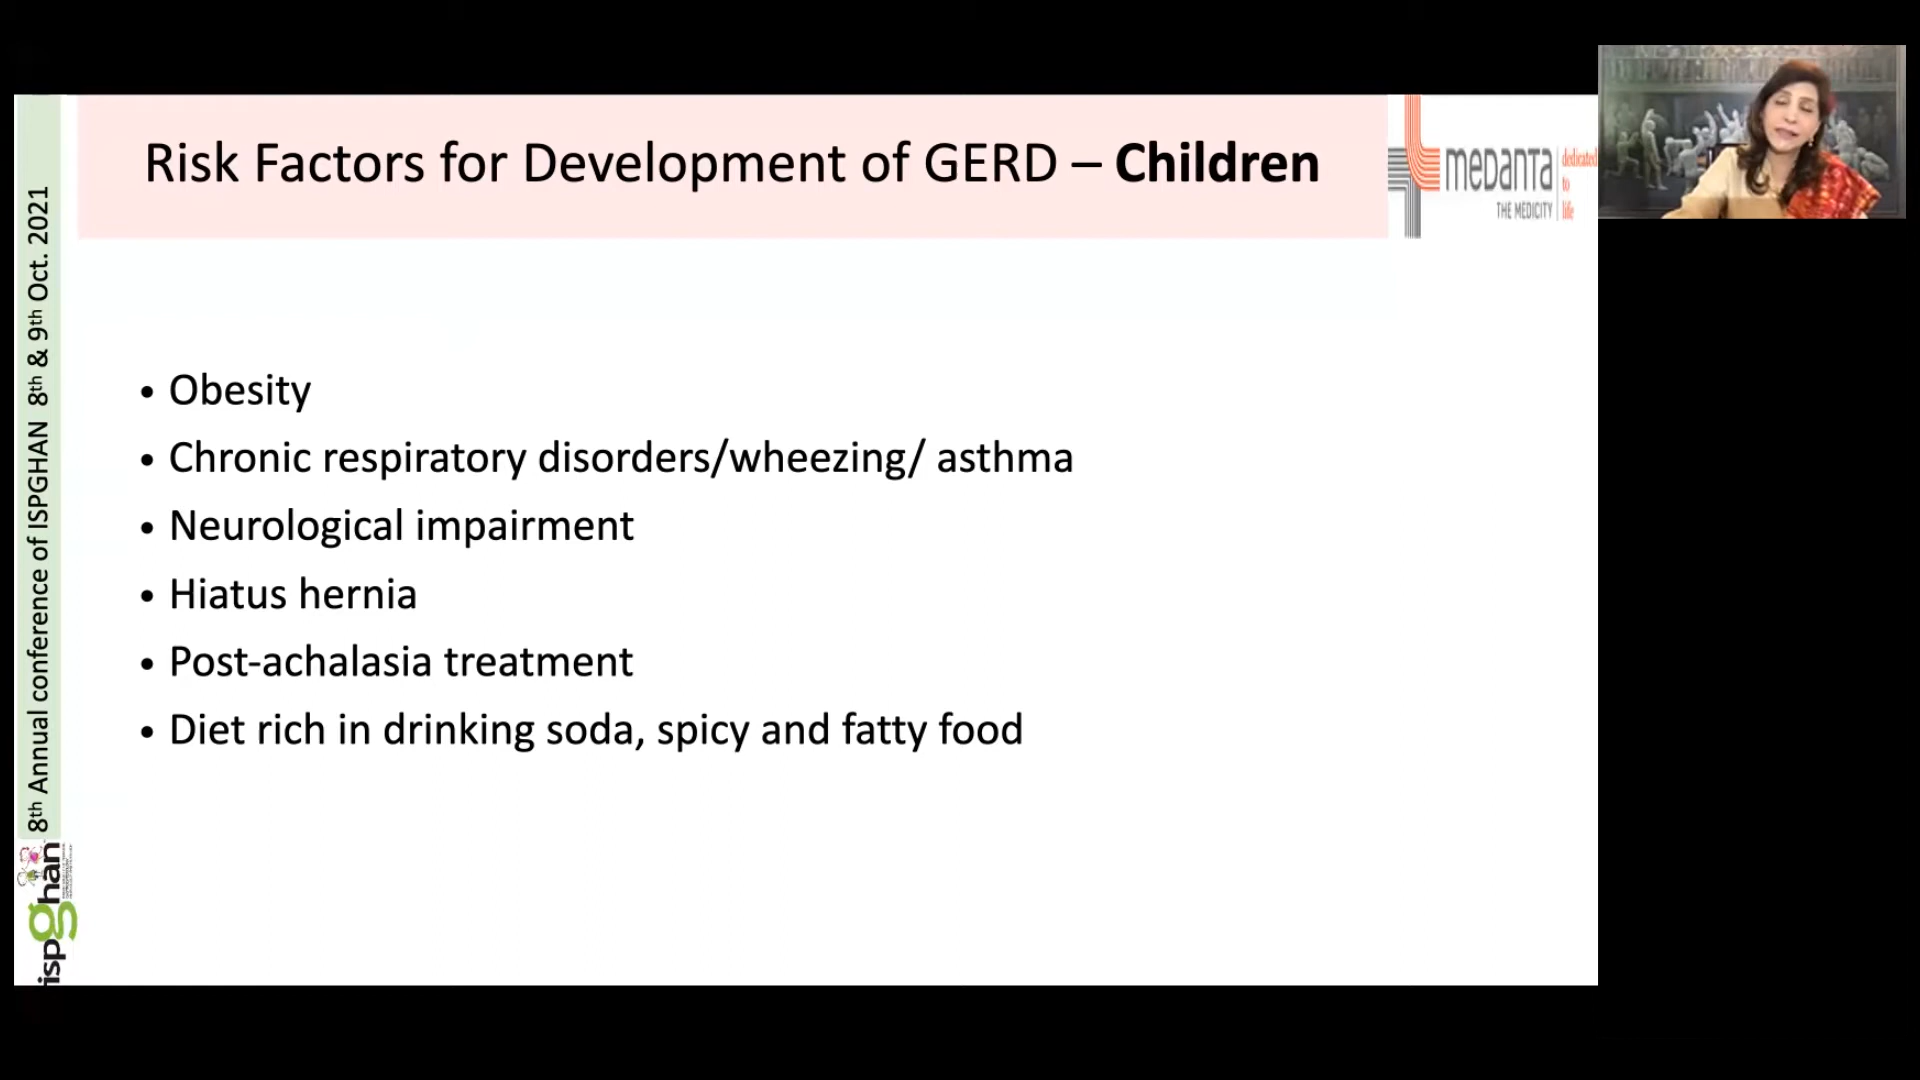 Risk Factors for Development of GERD – Children
medanta
THE MEDICITY
dedicated
to
life
• Obesity
• Chronic respiratory disorders/wheezing/ asthma
• Neurological impairment
• Hiatus hernia
• Post-achalasia treatment
• Diet rich in drinking soda, spicy and fatty food
8th Annual conference of ISPGHAN 8th & 9th Oct. 2021
ispghan